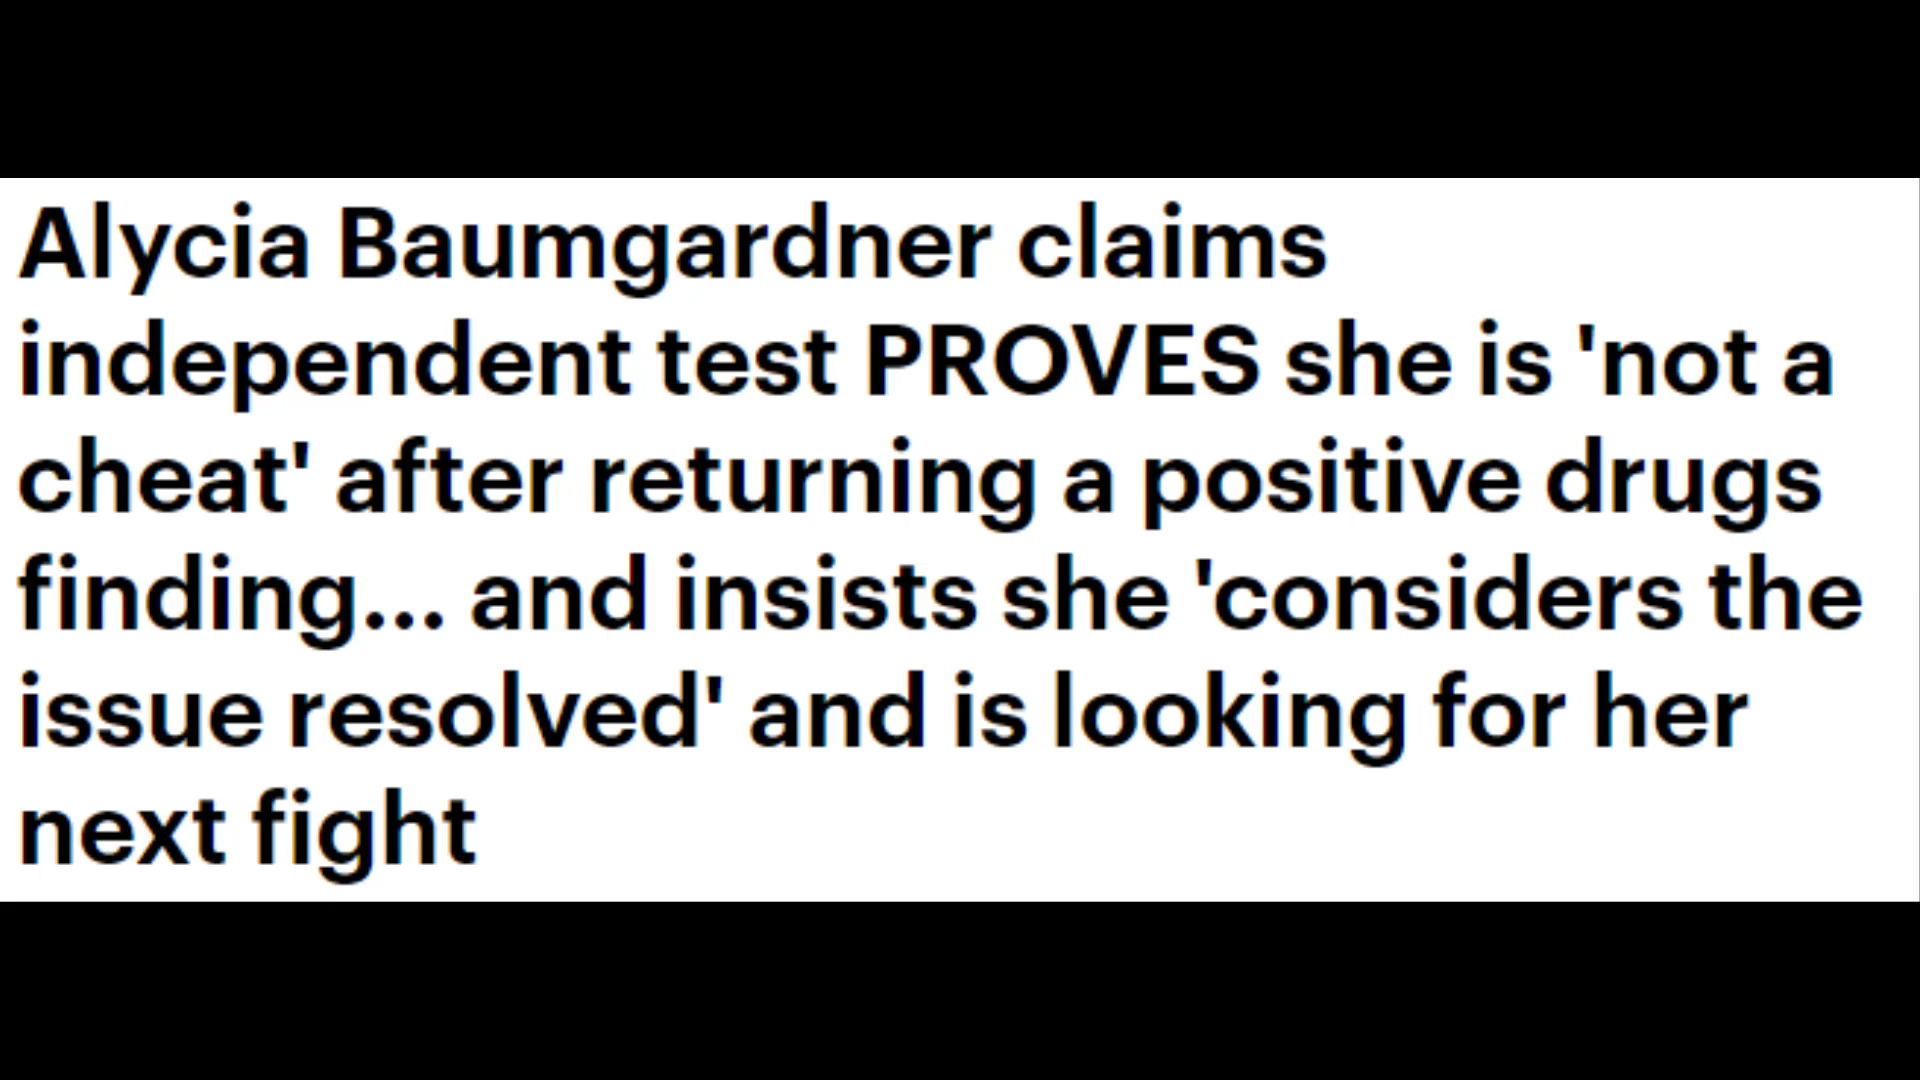 Alycia Baumgardner claims
independent test PROVES she is 'not a
cheat' after returning a positive drugs
finding... and insists she 'considers the
issue resolved' and is looking for her
next fight